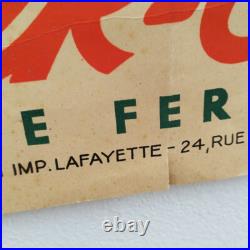 E FER
IMP. LAFAYETTE - 24, RUE